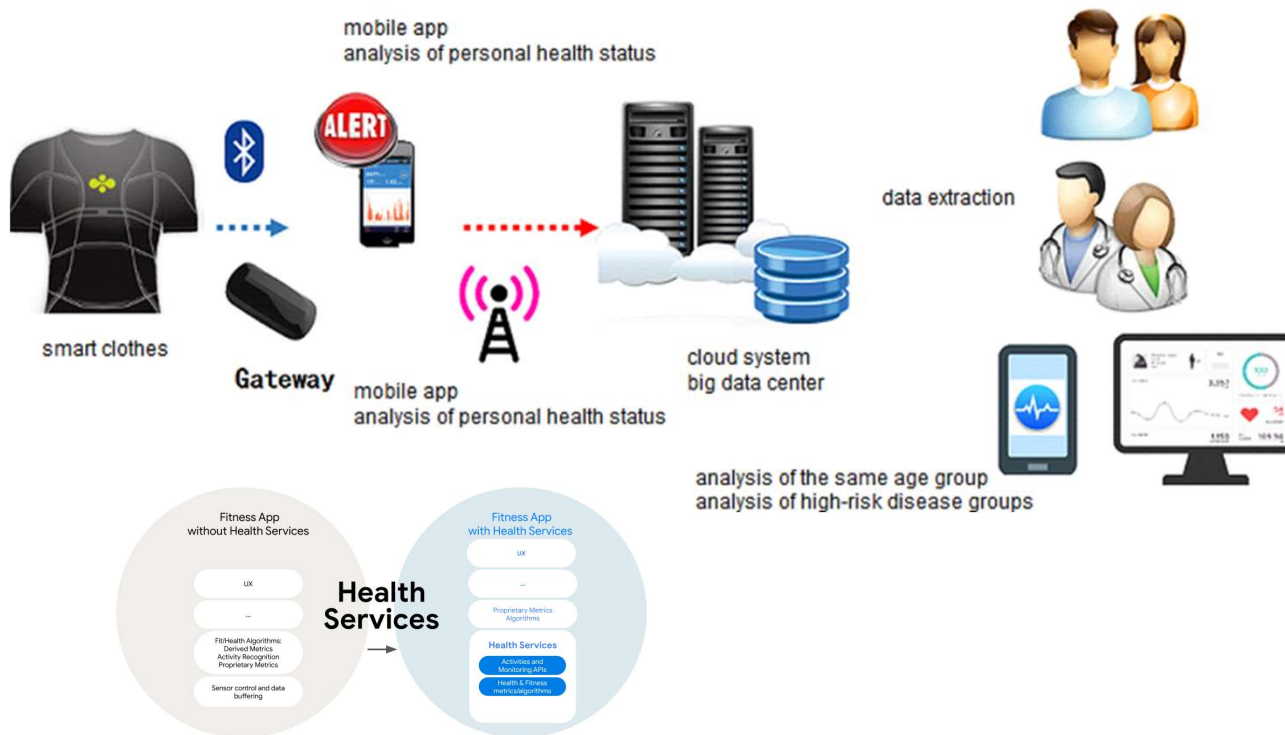 mobile app
analysis of personal health status
ALERT
smart clothes
Gateway
mobile app
analysis of personal health status
cloud system
big data center
data extraction
100
3,052
analysis of the same age group
analysis of high-risk disease groups
Fitness App
without Health Services
UX
...
Fit/Health Algorithms:
Derived Metrics
Activity Recognition
Proprietary Metrics
Sensor control and data
buffering
Health
Services
Fitness App
with Health Services
UX
...
Proprietary Metrics
Algorithms
Health Services
Activities and
Monitoring APIs
Health & Fitness
metrics/algorithms